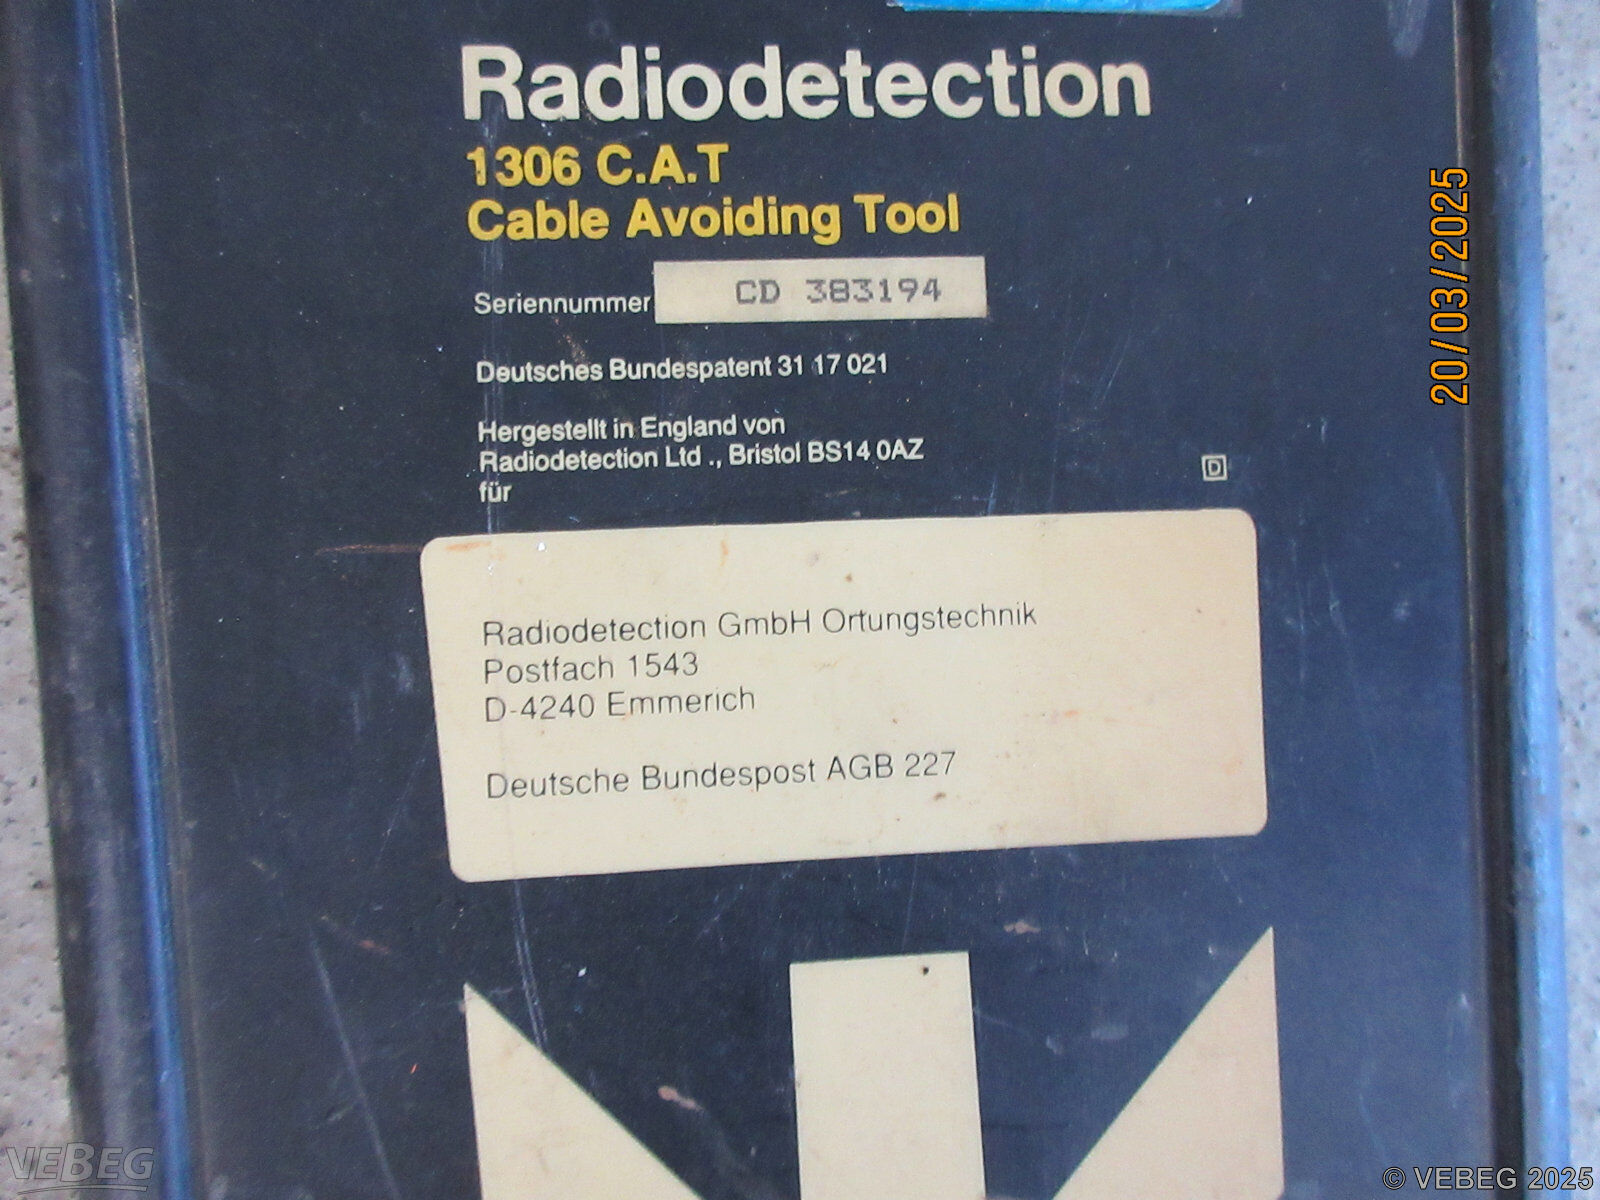 Radiodetection
1306 C.A.T
Cable Avoiding Tool
Seriennummer CD 383194
Deutsches Bundespatent 31 17 021
Hergestellt in England von
Radiodetection Ltd ., Bristol BS14 0AZ
für
D
Radiodetection GmbH Ortungstechnik
Postfach 1543
D-4240 Emmerich
Deutsche Bundespost AGB 227
20/03/2025
VEBEG
© VEBEG 2025